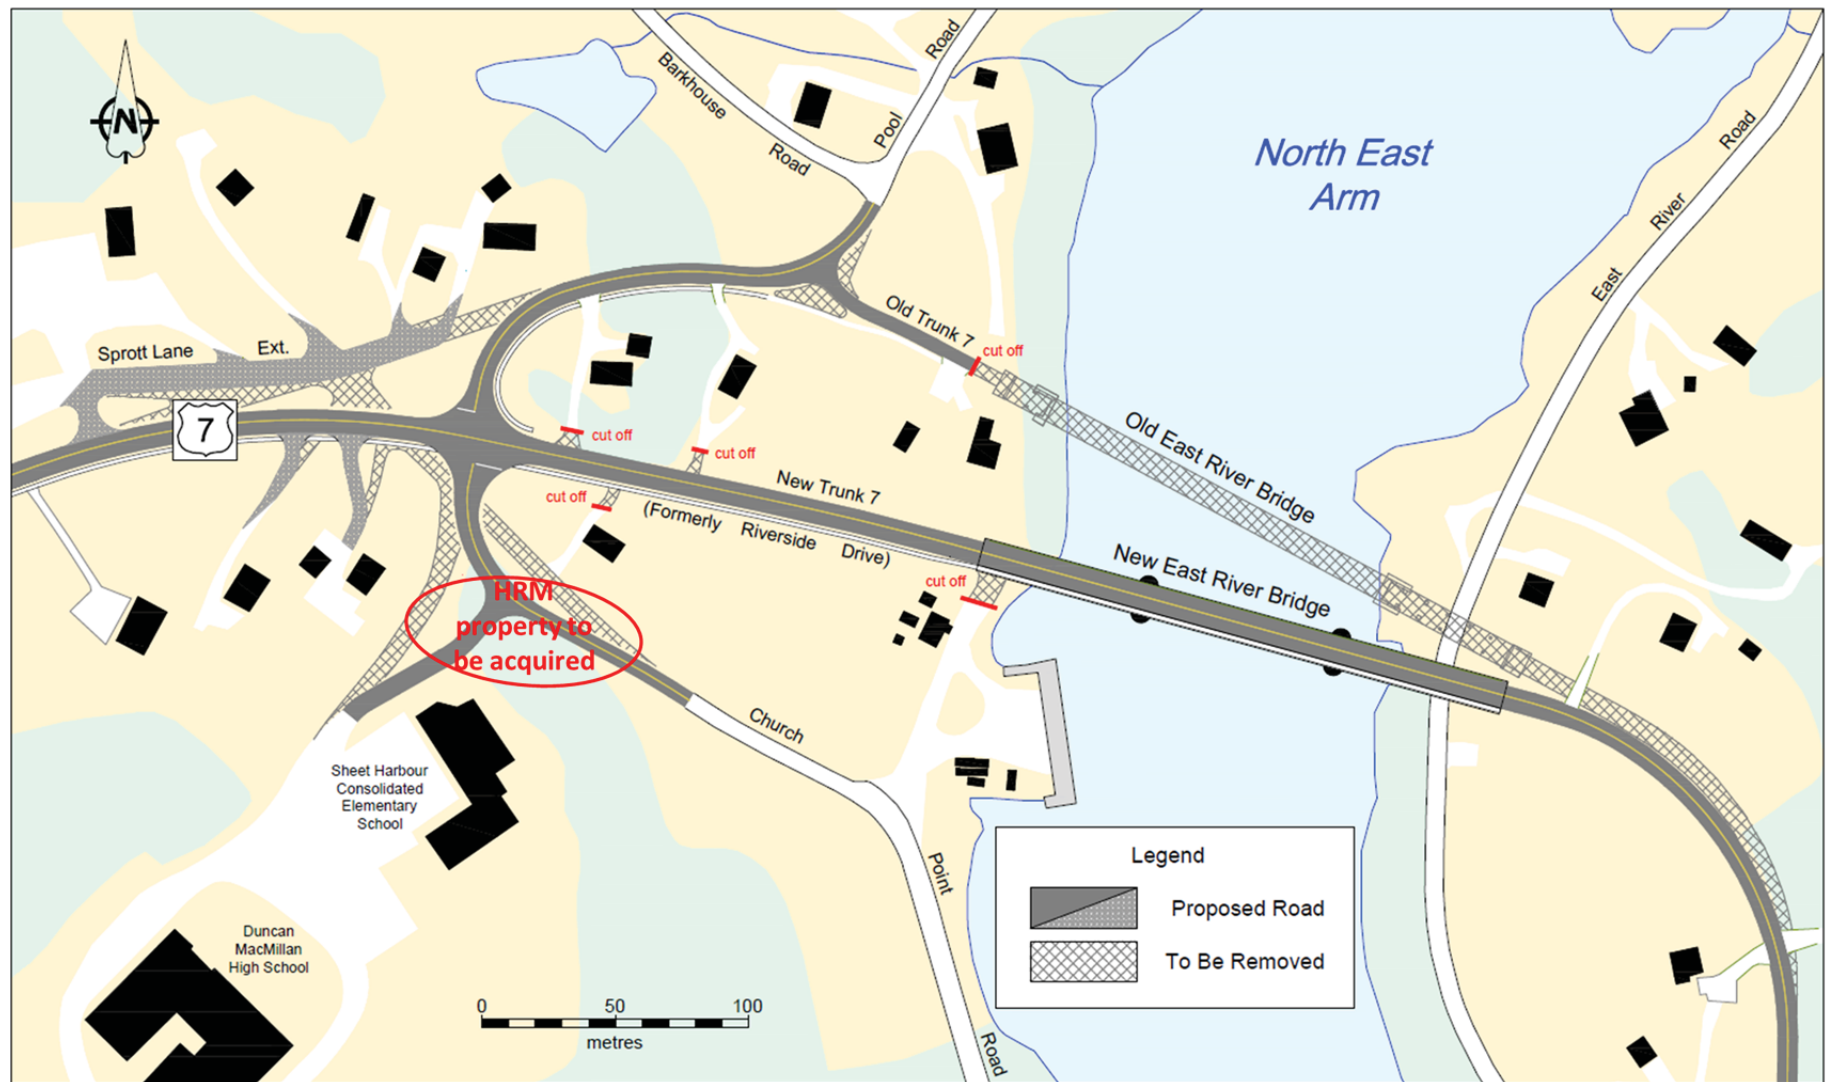 Barkhouse
Road
Pool
Road
N
North East
Arm
Road
River
East
Sprott Lane Ext.
Old Trunk 7
cut off
7
cut off
cut off
cut off
New Trunk 7
(Formerly Riverside Drive)
Old East River Bridge
New East River Bridge
cut off
HRM
property to
be acquired
Church
Point
Road
Sheet Harbour
Consolidated
Elementary
School
Duncan
MacMillan
High School
0 50 100
metres
Legend
Proposed Road
To Be Removed